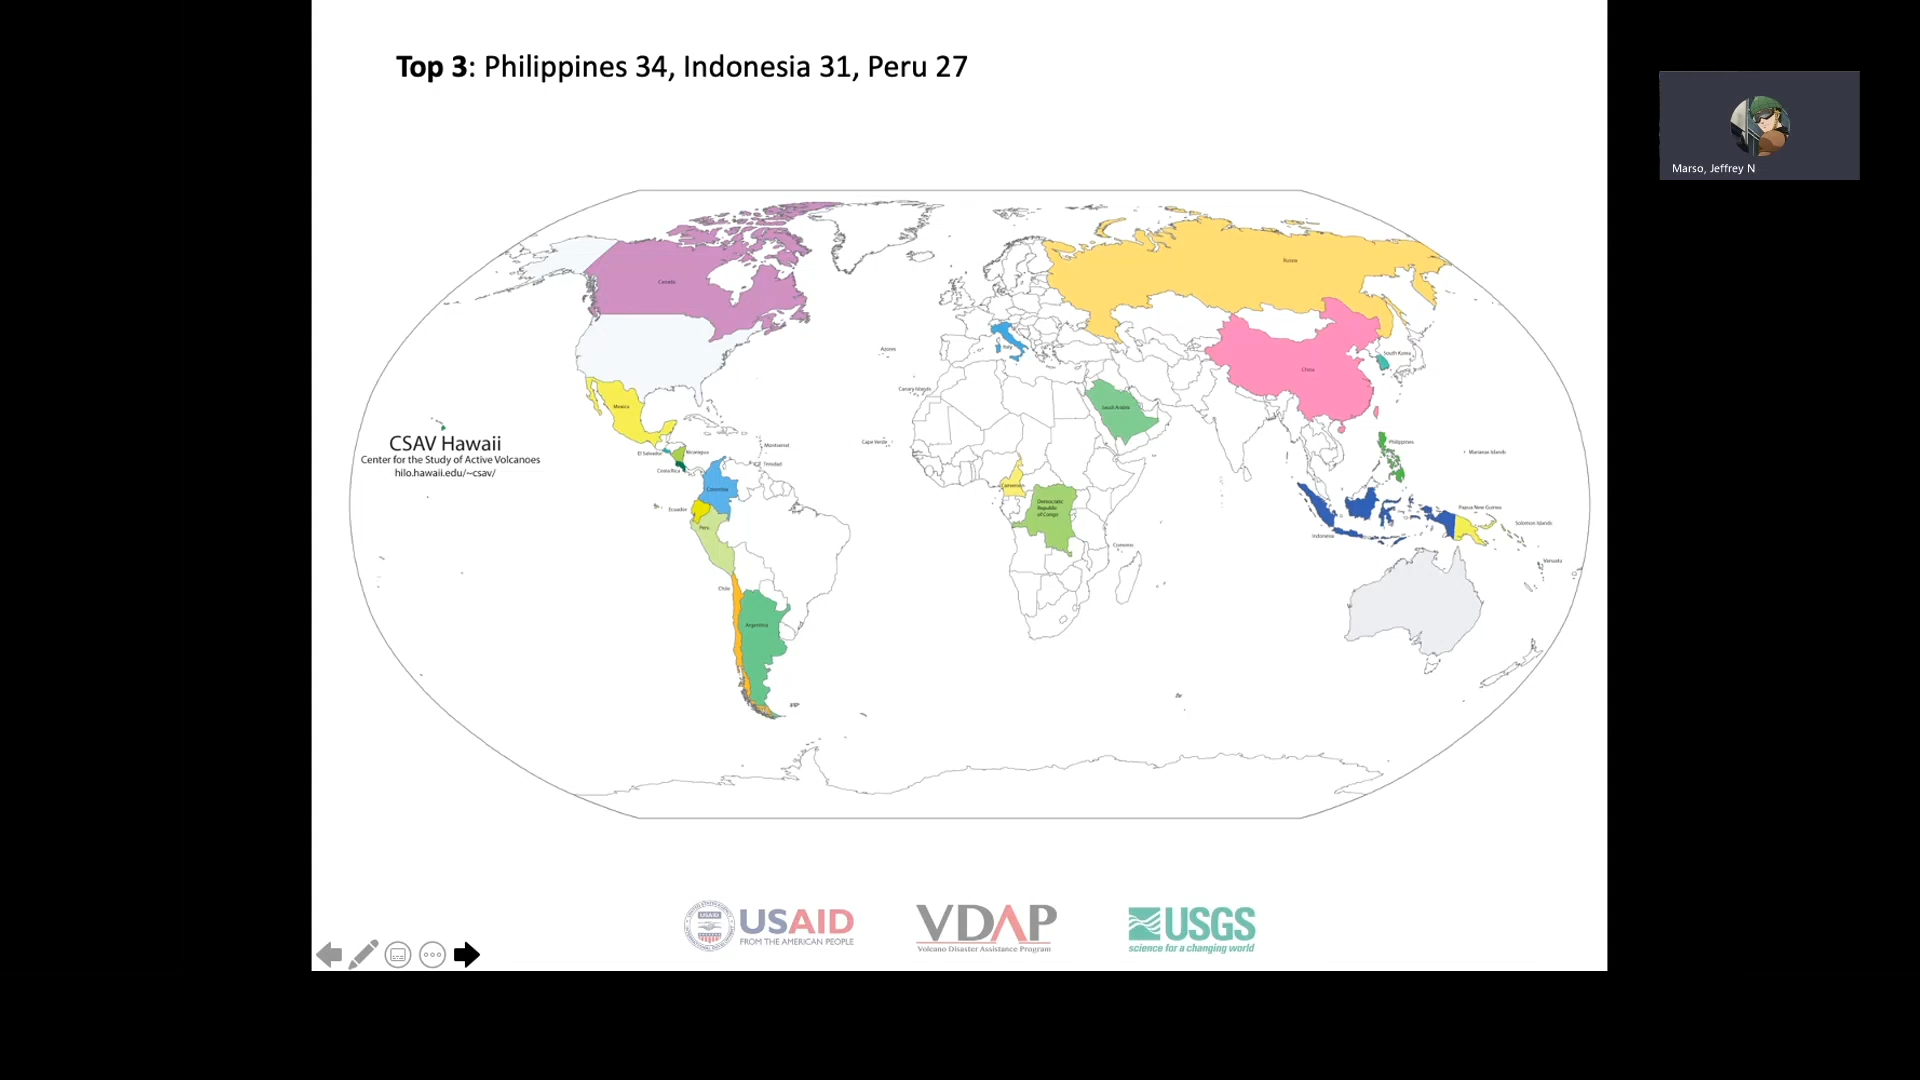 Top 3: Philippines 34, Indonesia 31, Peru 27
Marso, Jeffrey N
Russia
Canada
Italy
Azores
South Korea
China
Canary Islands
Mexico
Saudi Arabia
CSAV Hawaii
Center for the Study of Active Volcanoes
hilo.hawaii.edu/~csav/
Cape Verde
Philippines
Montserrat
El Salvador
Nicaragua
Marianas Islands
Costa Rica
Trinidad
Cameroon
Colombia
Democratic
Republic
of Congo
Ecuador
Papua New Guinea
Peru
Solomon Islands
Indonesia
Comoros
Vanuatu
Chile
Argentina
USAID
USAID
FROM THE AMERICAN PEOPLE
VDAP
Volcano Disaster Assistance Program
USGS
science for a changing world